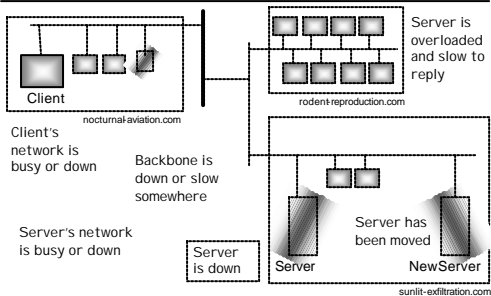 Server is
overloaded
and slow to
reply
Client
rodent-reproduction.com
nocturnal-aviation.com
Client's
network is
busy or down
Backbone is
down or slow
somewhere
Server's network
is busy or down
Server has
been moved
Server
is down
Server
NewServer
sunlit-exfiltration.com